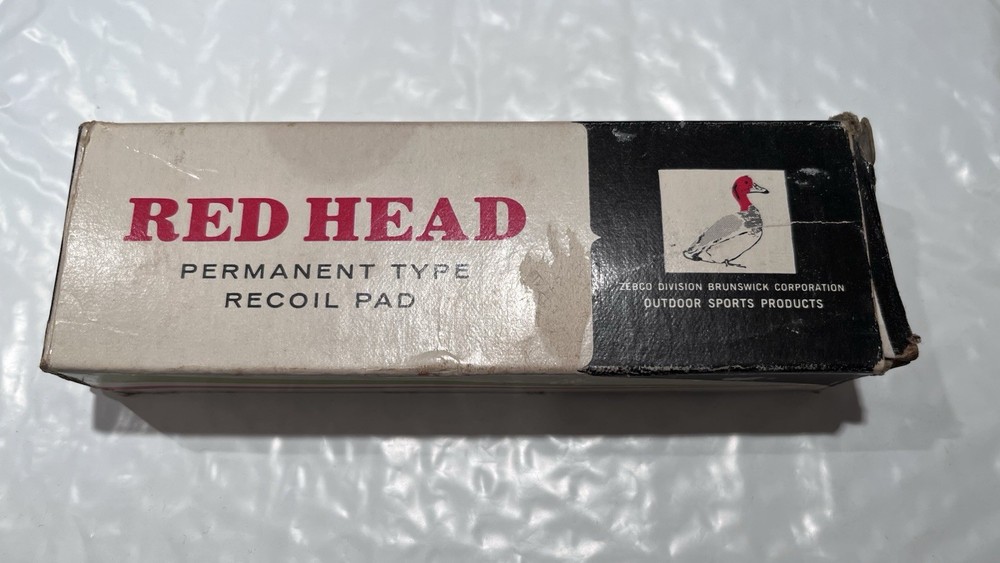 RED HEAD
PERMANENT TYPE
RECOIL PAD
ZEBCO DIVISION BRUNSWICK CORPORATION
OUTDOOR SPORTS PRODUCTS